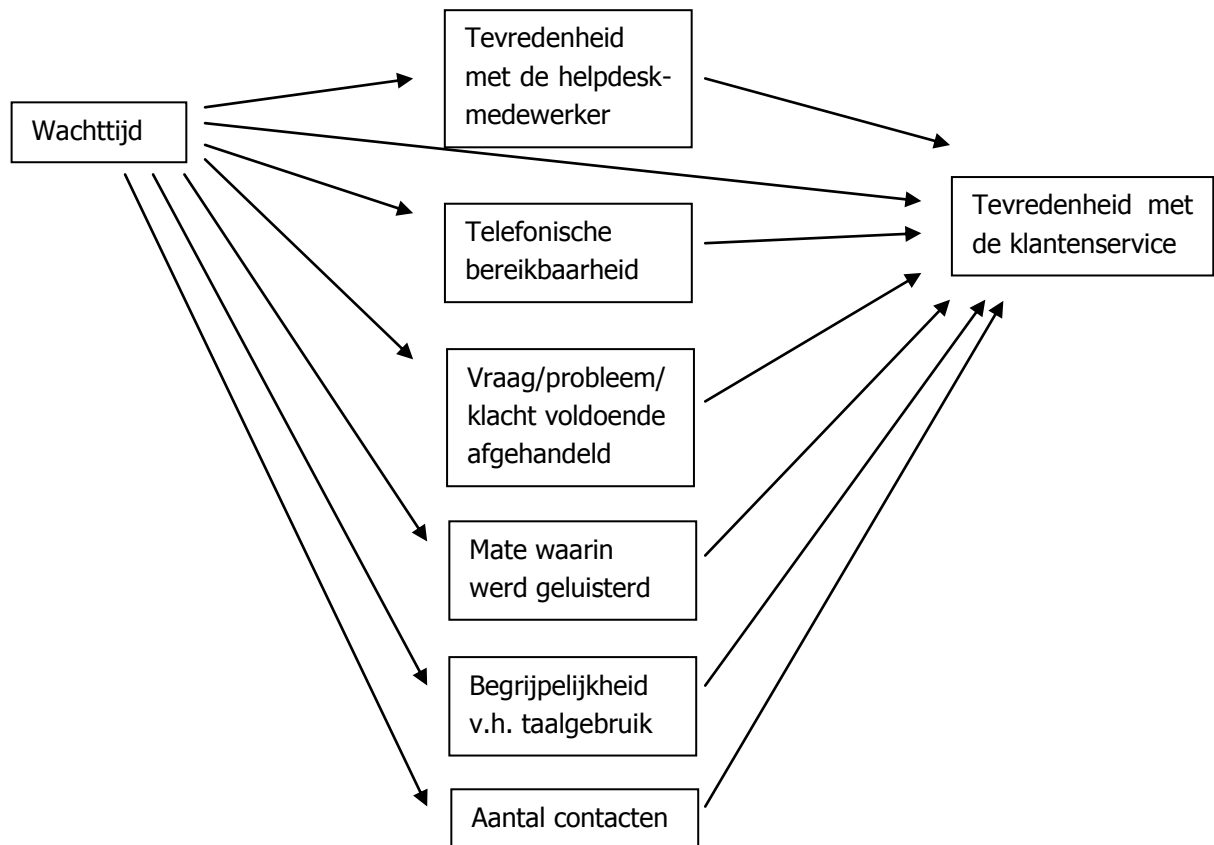 Wachttijd
Tevredenheid
met de helpdesk-
medewerker
Telefonische
bereikbaarheid
Vraag/probleem/
klacht voldoende
afgehandeld
Mate waarin
werd geluisterd
Begrijpelijkheid
v.h. taalgebruik
Aantal contacten
Tevredenheid met
de klantenservice